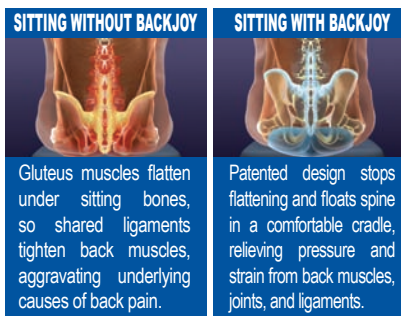 SITTING WITHOUT BACKJOY
Gluteus muscles flatten
under sitting bones,
so shared ligaments
tighten back muscles,
aggravating underlying
causes of back pain.
SITTING WITH BACKJOY
Patented design stops
flattening and floats spine
in a comfortable cradle,
relieving pressure and
strain from back muscles,
joints, and ligaments.